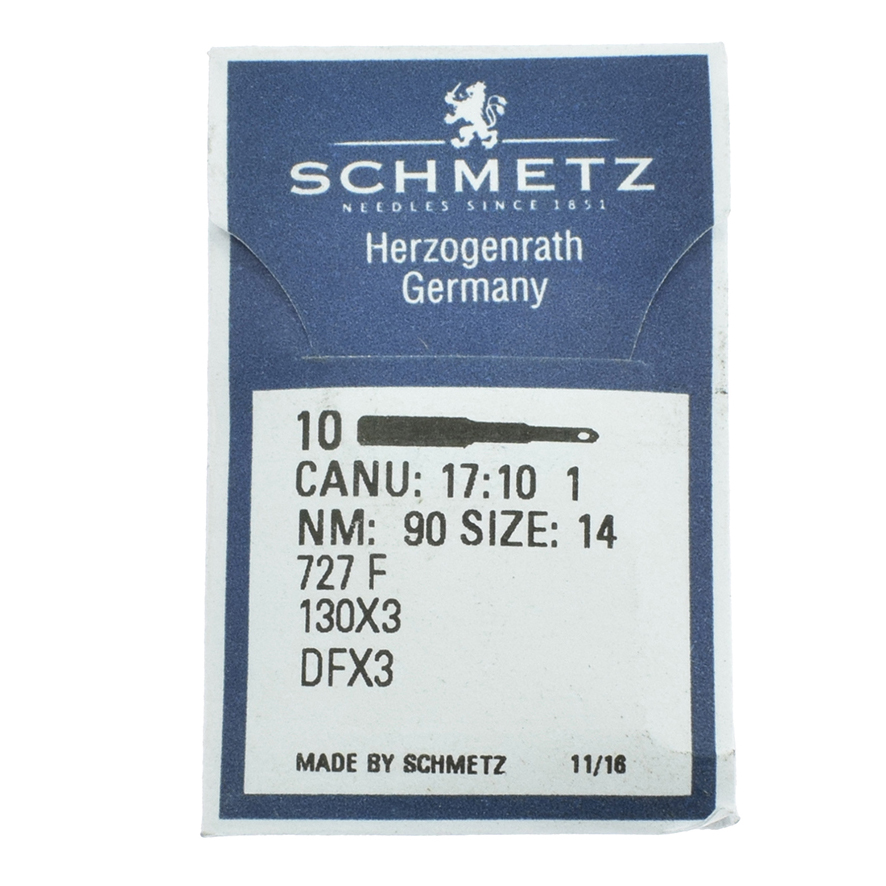 SCHMETZ
NEEDLES SINCE 1851
Herzogenrath
Germany
10
CANU: 17:10 1
NM: 90 SIZE: 14
727 F
130X3
DFX3
MADE BY SCHMETZ 11/16